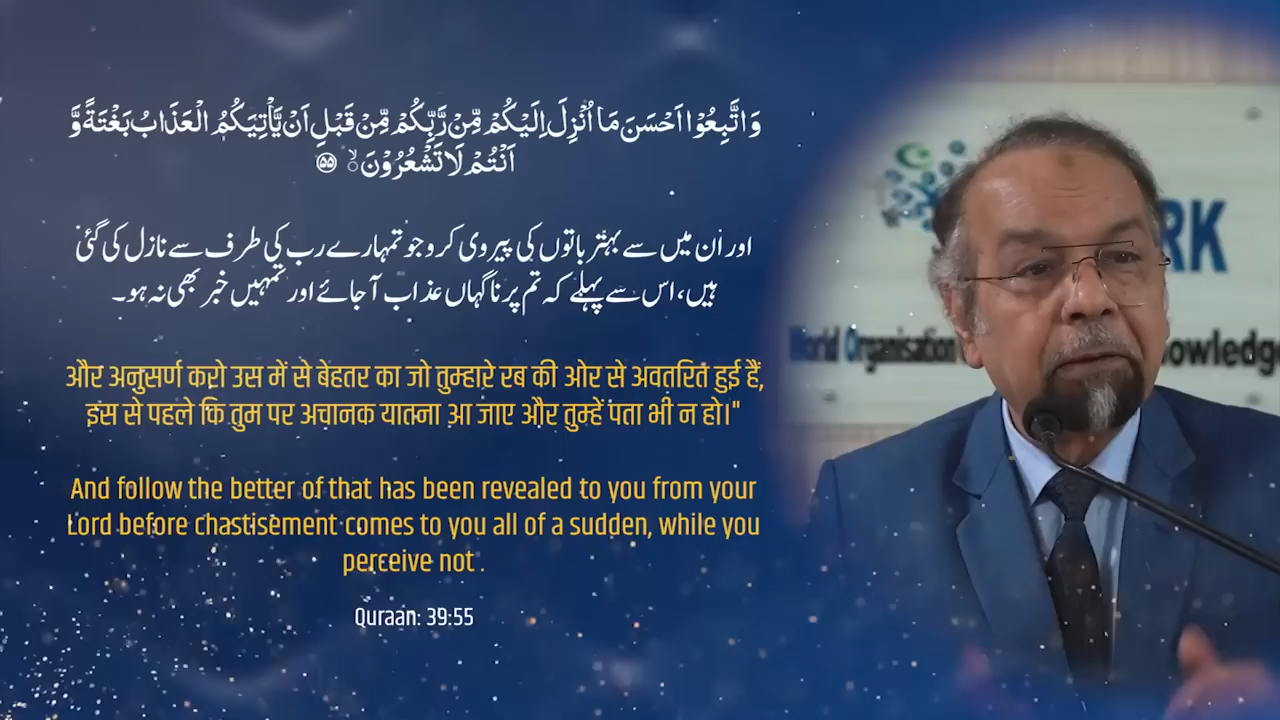 وَاتَّبِعُوْۤا اَحْسَنَ مَاۤ اُنْزِلَ اِلَيْكُمْ مِّنْ رَّبِّكُمْ مِّنْ قَبْلِ اَنْ يَّاْتِيَكُمُ الْعَذَابُ بَغْتَةً وَّ
اَنْتُمْ لَا تَشْعُرُوْنَۙ ۵۵
اور اُن میں سے بہتر باتوں کی پیروی کرو جو تمہارے رب کی طرف سے نازل کی گئی
ہیں، اس سے پہلے کہ تم پر ناگہاں عذاب آ جائے اور تمہیں خبر بھی نہ ہو۔
और अनुसर्ण करो उस में से बेहतर का जो तुम्हारे रब की ओर से अवतरित हुई हैं,
इस से पहले कि तुम पर अचानक यातना आ जाए और तुम्हें पता भी न हो।"
And follow the better of that has been revealed to you from your
Lord before chastisement comes to you all of a sudden, while you
perceive not .
Quraan: 39:55
RK
World Organisation
owledge